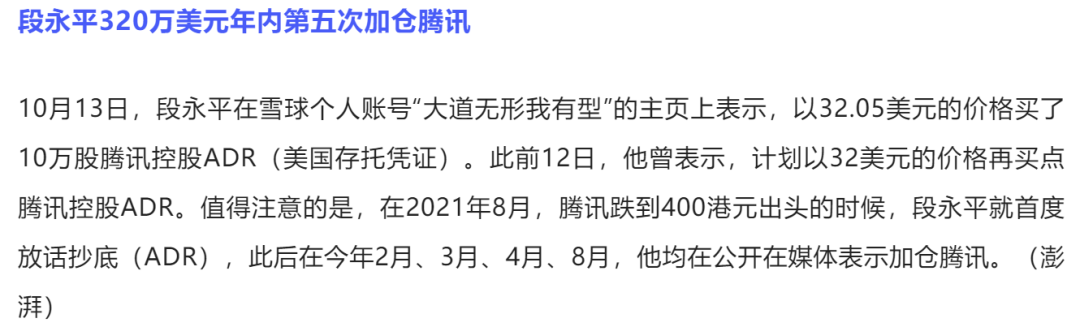 段永平320万美元年内第五次加仓腾讯
10月13日，段永平在雪球个人账号“大道无形我有型”的主页上表示，以32.05美元的价格买了
10万股腾讯控股ADR（美国存托凭证）。此前12日，他曾表示，计划以32美元的价格再买点
腾讯控股ADR。值得注意的是，在2021年8月，腾讯跌到400港元出头的时候，段永平就首度
放话抄底（ADR），此后在今年2月、3月、4月、8月，他均在公开在媒体表示加仓腾讯。（澎
湃）